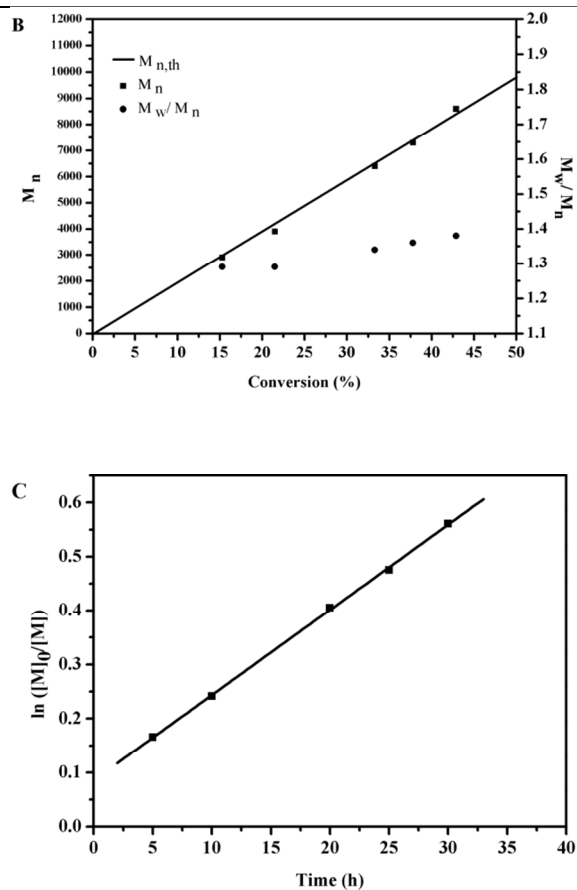 B
12000
11000
10000
9000
8000
7000
6000
5000
4000
3000
2000
1000
0
M n
M n,th
M n
M w/ M n
2.0
1.9
1.8
1.7
1.6
1.5
1.4
1.3
1.2
1.1
M w/ M n
0 5 10 15 20 25 30 35 40 45 50
Conversion (%)
C
0.6
0.5
0.4
0.3
0.2
0.1
0.0
ln ([M]0/[M])
0 5 10 15 20 25 30 35 40
Time (h)